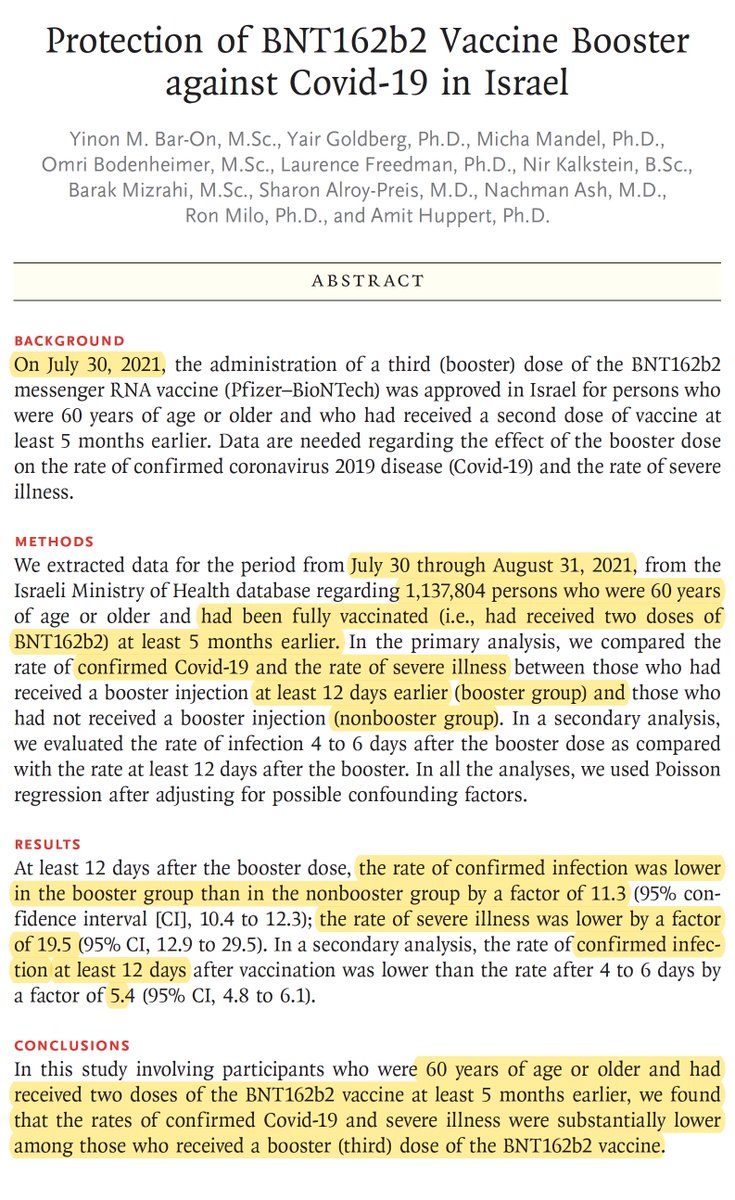 Protection of BNT162b2 Vaccine Booster
against Covid-19 in Israel
Yinon M. Bar-On, M.Sc., Yair Goldberg, Ph.D., Micha Mandel, Ph.D.,
Omri Bodenheimer, M.Sc., Laurence Freedman, Ph.D., Nir Kalkstein, B.Sc.,
Barak Mizrahi, M.Sc., Sharon Alroy-Preis, M.D., Nachman Ash, M.D.,
Ron Milo, Ph.D., and Amit Huppert, Ph.D.
ABSTRACT
BACKGROUND
On July 30, 2021, the administration of a third (booster) dose of the BNT162b2
messenger RNA vaccine (Pfizer–BioNTech) was approved in Israel for persons who
were 60 years of age or older and who had received a second dose of vaccine at
least 5 months earlier. Data are needed regarding the effect of the booster dose
on the rate of confirmed coronavirus 2019 disease (Covid-19) and the rate of severe
illness.
METHODS
We extracted data for the period from July 30 through August 31, 2021, from the
Israeli Ministry of Health database regarding 1,137,804 persons who were 60 years
of age or older and had been fully vaccinated (i.e., had received two doses of
BNT162b2) at least 5 months earlier. In the primary analysis, we compared the
rate of confirmed Covid-19 and the rate of severe illness between those who had
received a booster injection at least 12 days earlier (booster group) and those who
had not received a booster injection (nonbooster group). In a secondary analysis,
we evaluated the rate of infection 4 to 6 days after the booster dose as compared
with the rate at least 12 days after the booster. In all the analyses, we used Poisson
regression after adjusting for possible confounding factors.
RESULTS
At least 12 days after the booster dose, the rate of confirmed infection was lower
in the booster group than in the nonbooster group by a factor of 11.3 (95% con-
fidence interval [CI], 10.4 to 12.3); the rate of severe illness was lower by a factor
of 19.5 (95% CI, 12.9 to 29.5). In a secondary analysis, the rate of confirmed infec-
tion at least 12 days after vaccination was lower than the rate after 4 to 6 days by
a factor of 5.4 (95% CI, 4.8 to 6.1).
CONCLUSIONS
In this study involving participants who were 60 years of age or older and had
received two doses of the BNT162b2 vaccine at least 5 months earlier, we found
that the rates of confirmed Covid-19 and severe illness were substantially lower
among those who received a booster (third) dose of the BNT162b2 vaccine.